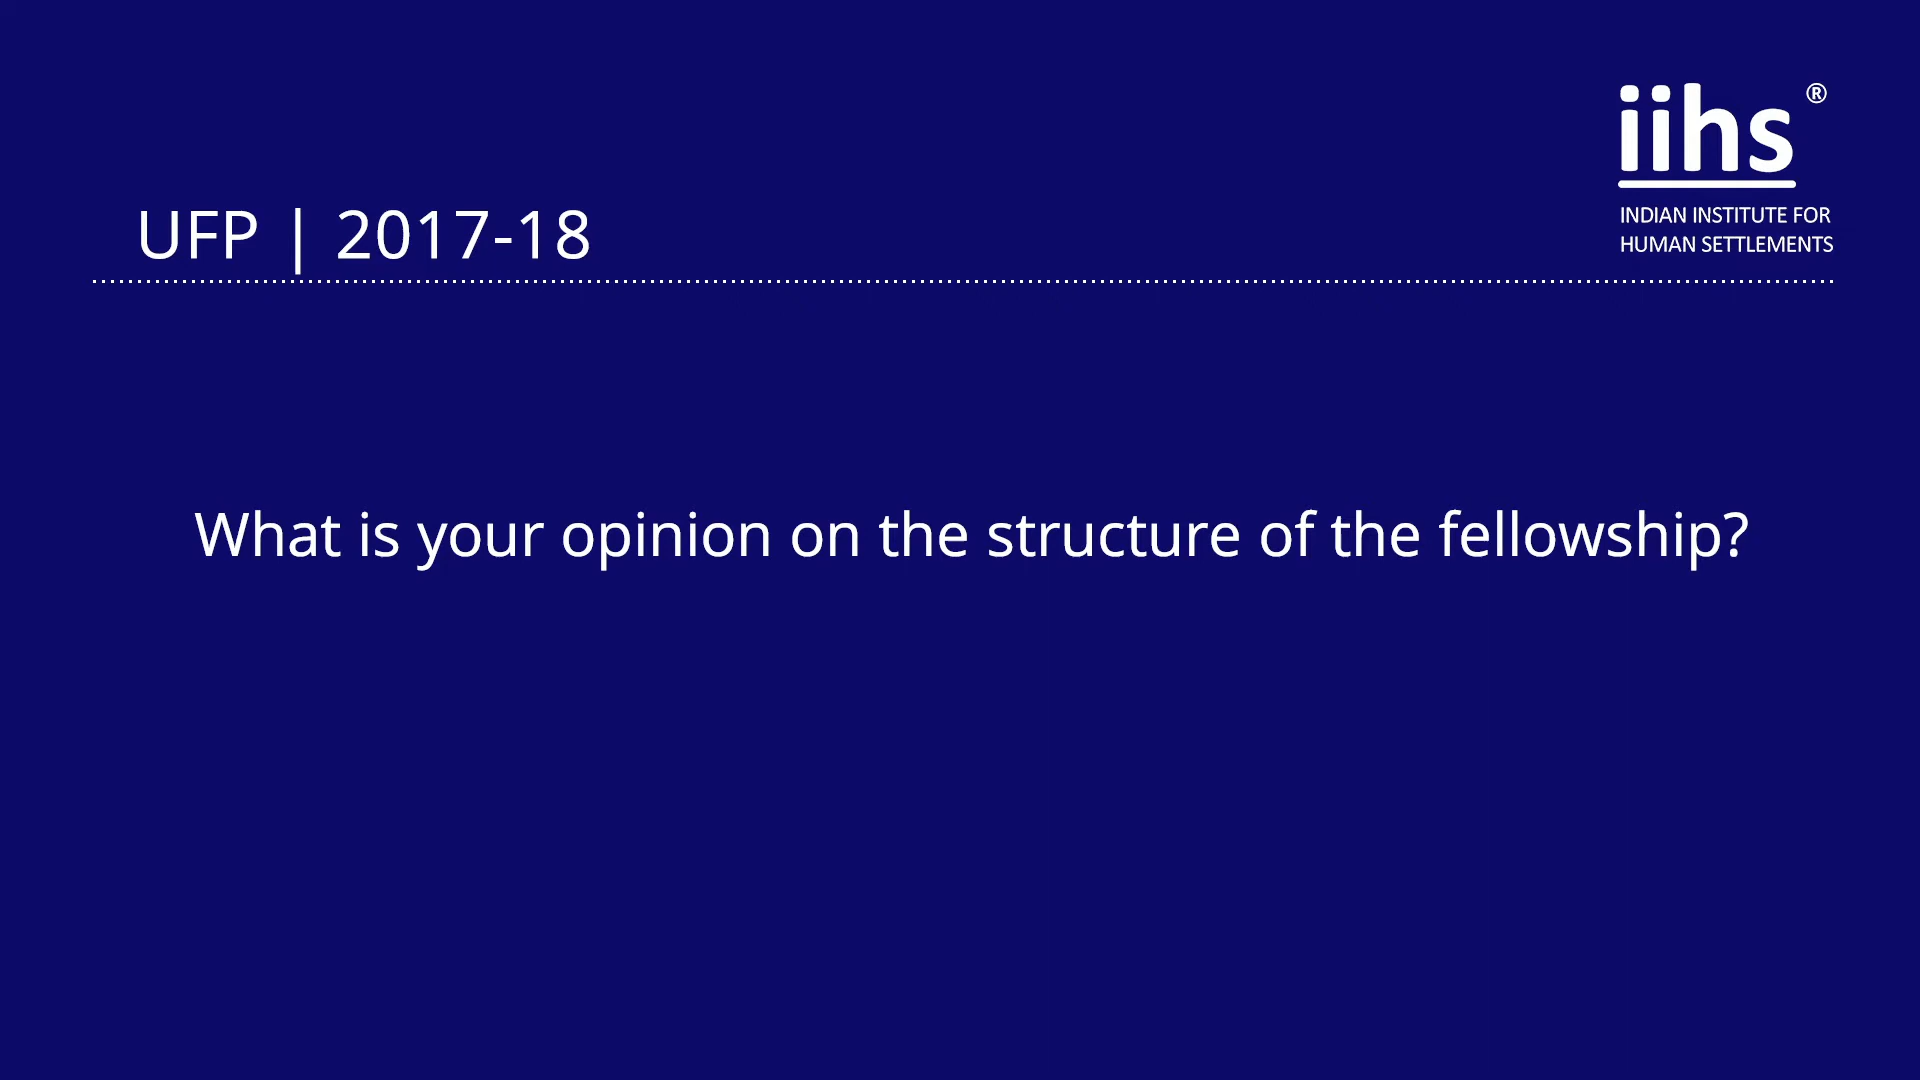 iihs®
INDIAN INSTITUTE FOR
HUMAN SETTLEMENTS
UFP | 2017-18
What is your opinion on the structure of the fellowship?